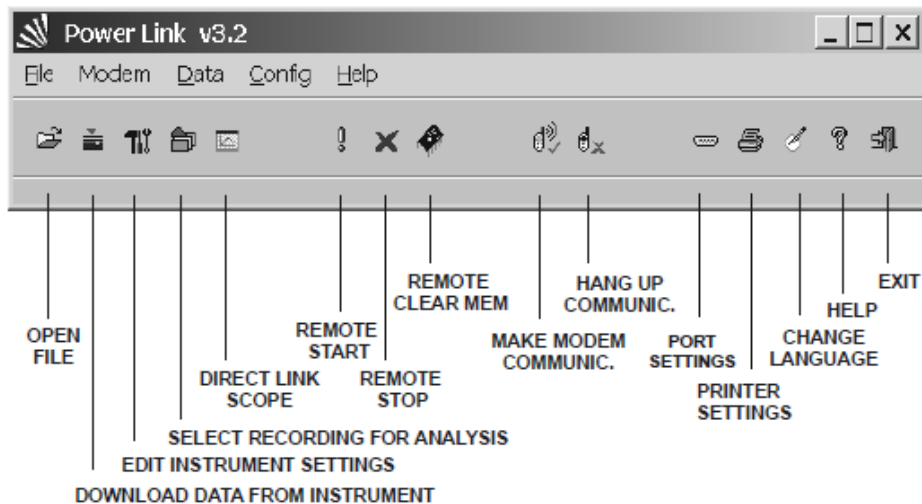 Power Link v3.2
File Modem Data Config Help
OPEN
FILE
DOWNLOAD DATA FROM INSTRUMENT
EDIT INSTRUMENT SETTINGS
SELECT RECORDING FOR ANALYSIS
DIRECT LINK
SCOPE
REMOTE
START
REMOTE
STOP
REMOTE
CLEAR MEM
MAKE MODEM
COMMUNIC.
HANG UP
COMMUNIC.
PORT
SETTINGS
PRINTER
SETTINGS
CHANGE
LANGUAGE
HELP
EXIT